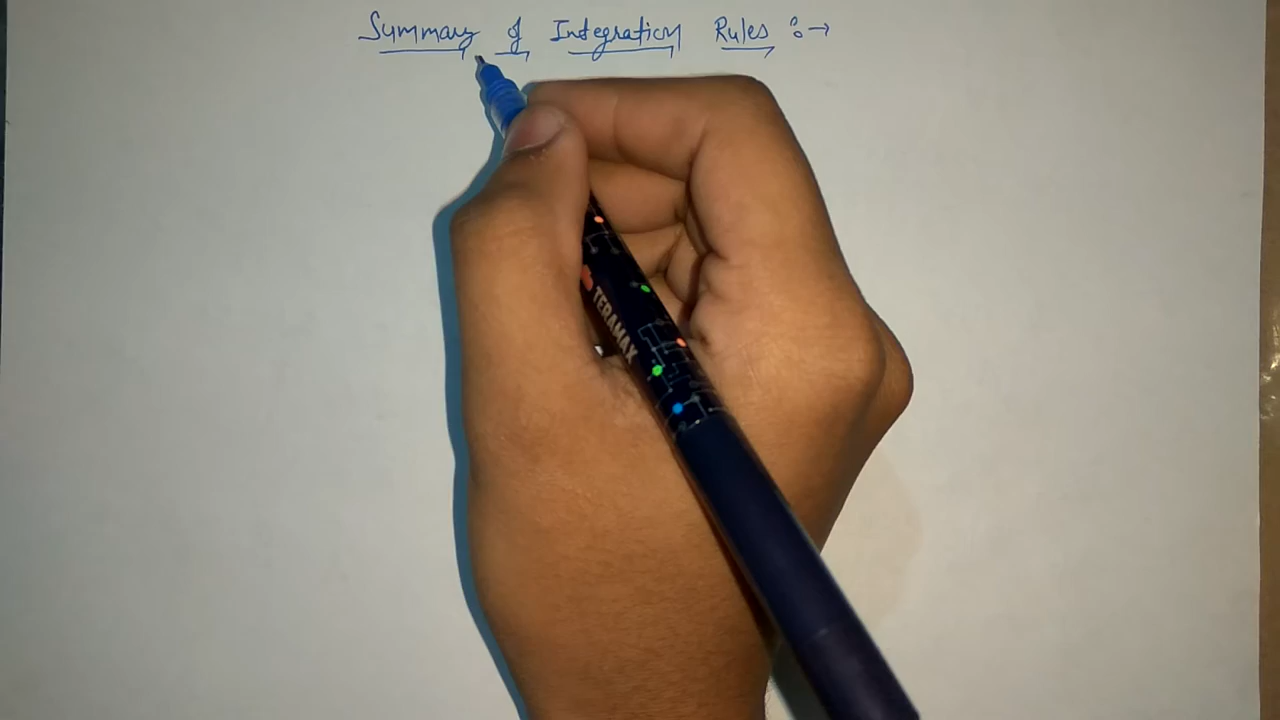 Summary of Integration Rules :→
TERAMAX